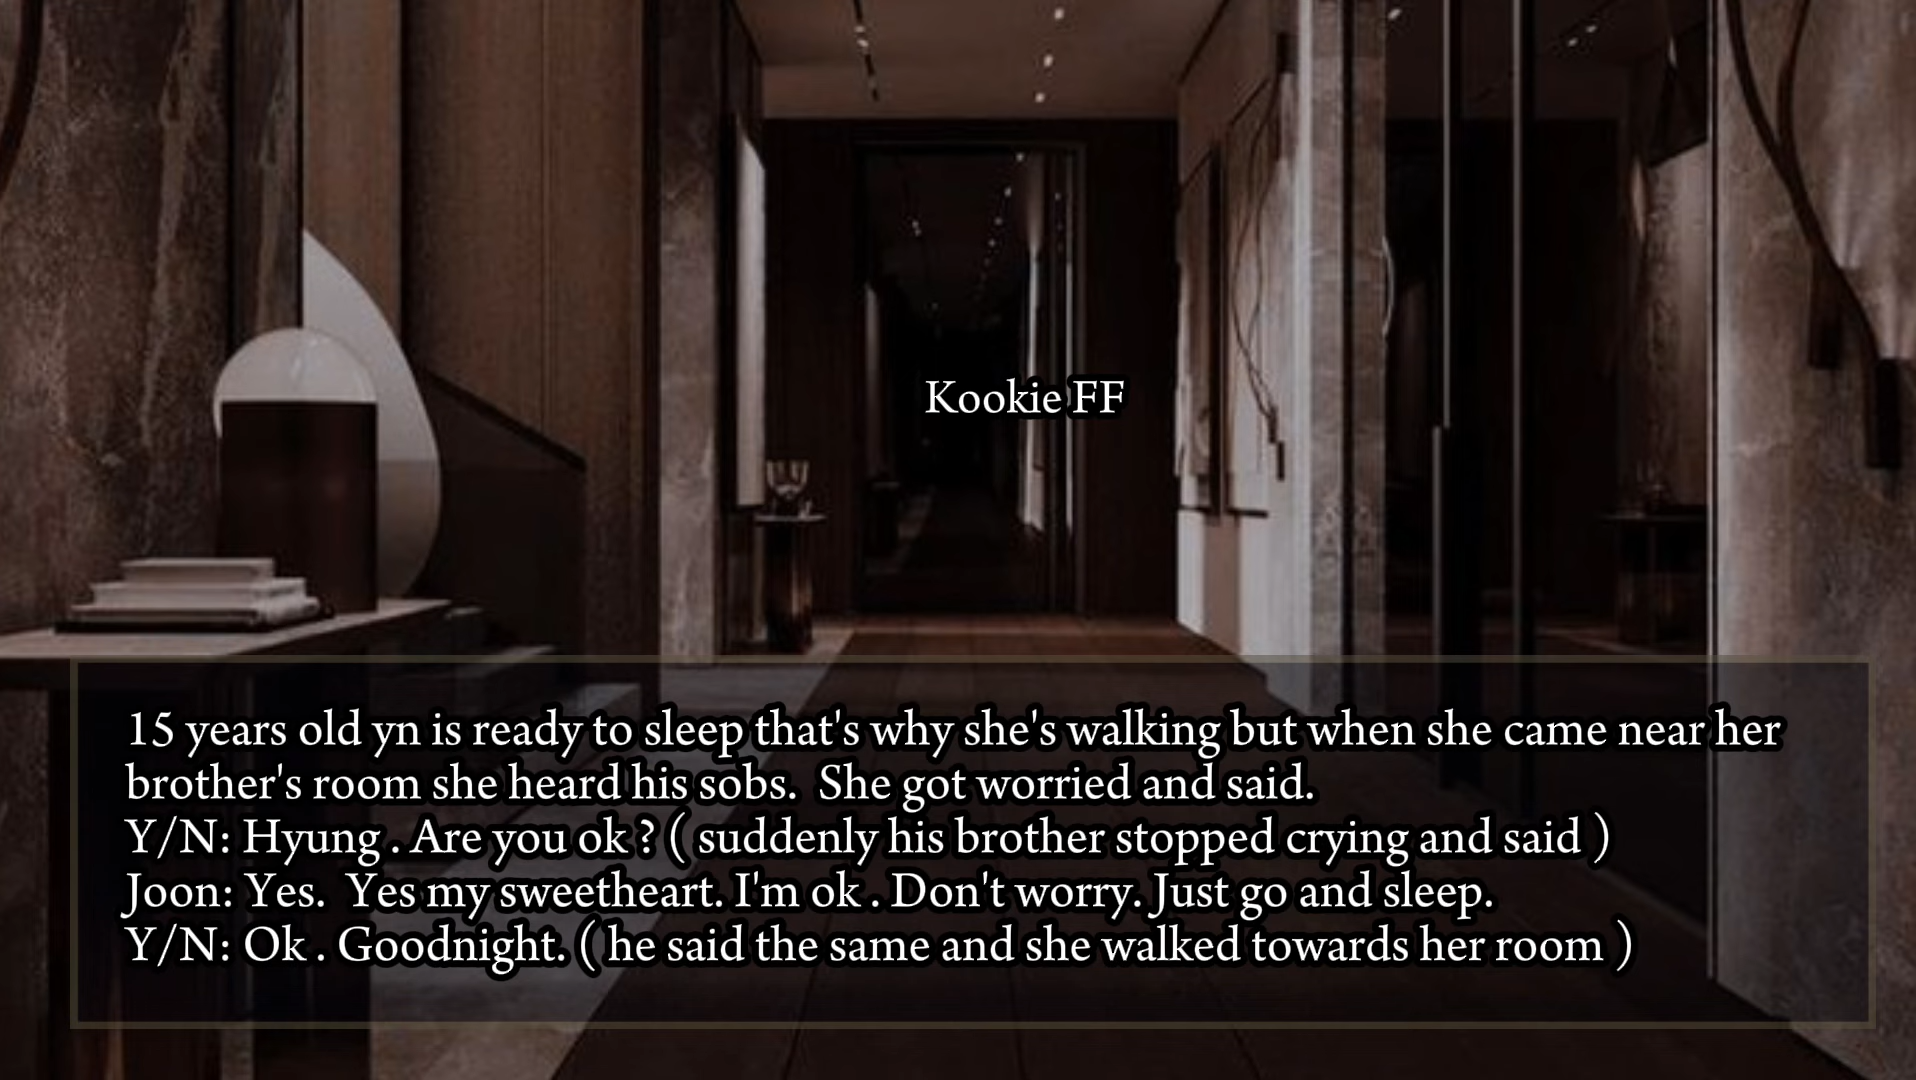 Kookie FF
15 years old yn is ready to sleep that's why she's walking but when she came near her
brother's room she heard his sobs.  She got worried and said.
Y/N: Hyung . Are you ok ? ( suddenly his brother stopped crying and said )
Joon: Yes.  Yes my sweetheart. I'm ok . Don't worry. Just go and sleep.
Y/N: Ok . Goodnight. ( he said the same and she walked towards her room )